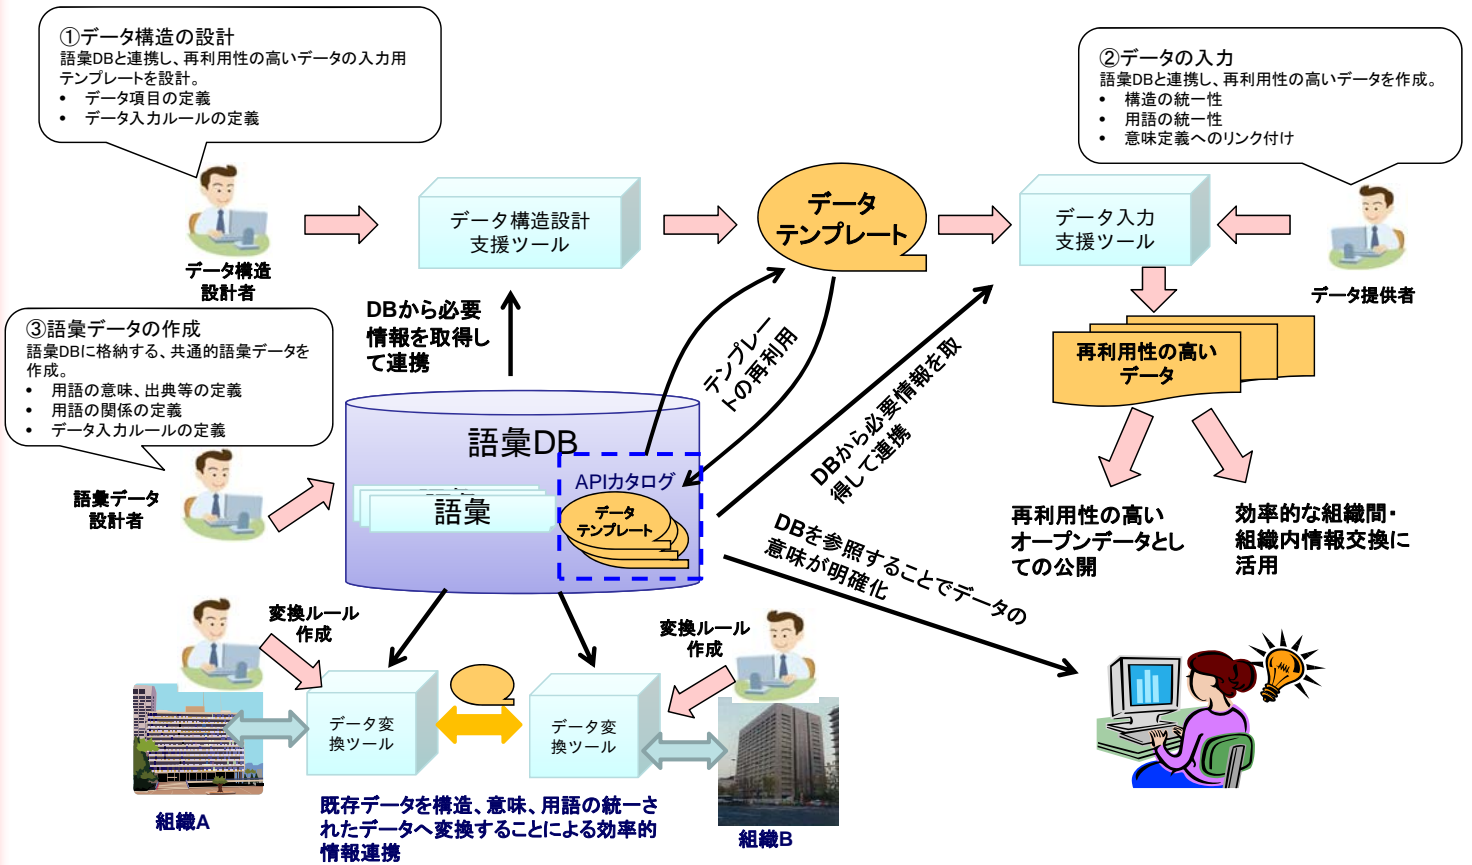 ①データ構造の設計
語彙DBと連携し、再利用性の高いデータの入力用
テンプレートを設計。
• データ項目の定義
• データ入力ルールの定義
②データの入力
語彙DBと連携し、再利用性の高いデータを作成。
• 構造の統一性
• 用語の統一性
• 意味定義へのリンク付け
データ構造
設計者
データ構造設計
支援ツール
データ
テンプレート
データ入力
支援ツール
データ提供者
③語彙データの作成
語彙DBに格納する、共通的語彙データを
作成。
• 用語の意味、出典等の定義
• 用語の関係の定義
• データ入力ルールの定義
DBから必要
情報を取得し
て連携
テンプレー
トの再利用
DBから必要情報を取
得して連携
再利用性の高い
データ
語彙データ
設計者
語彙DB
APIカタログ
語彙
語彙
データ
テンプレート
DBを参照することでデータの
意味が明確化
再利用性の高い
オープンデータとし
ての公開
効率的な組織間・
組織内情報交換に
活用
変換ルール
作成
変換ルール
作成
データ変
換ツール
データ変
換ツール
組織A
既存データを構造、意味、用語の統一さ
れたデータへ変換することによる効率的
情報連携
組織B